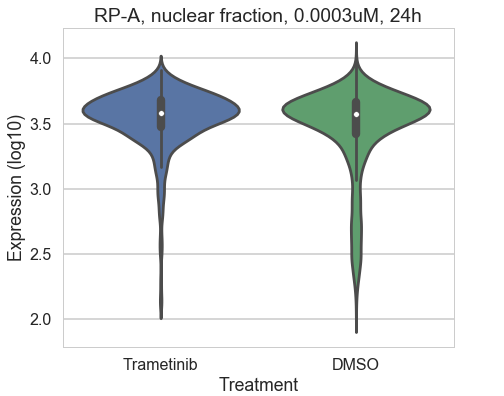 RP-A, nuclear fraction, 0.0003uM, 24h
Expression (log10)
4.0
3.5
3.0
2.5
2.0
Trametinib DMSO
Treatment